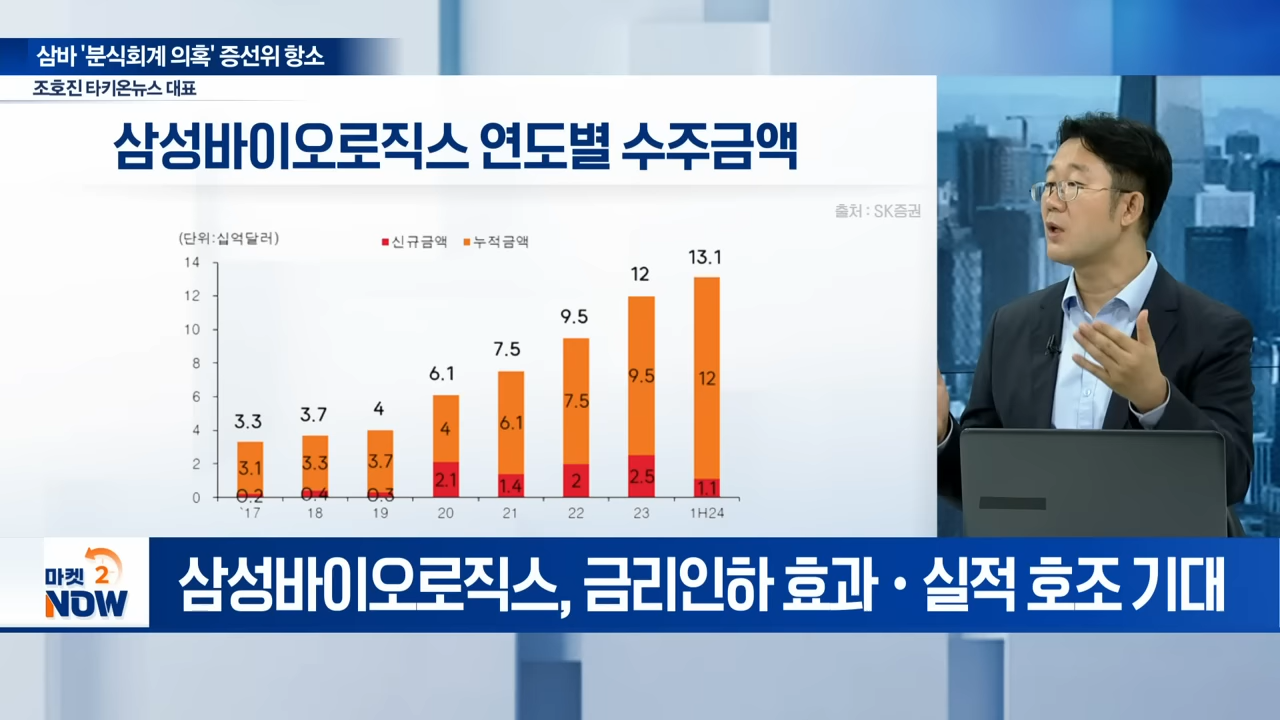 삼바 '분식회계 의혹' 증선위 항소
조호진 타키온뉴스 대표
삼성바이오로직스 연도별 수주금액
출처 : SK증권
(단위:십억달러)
■신규금액 ■누적금액
14
12
10
8
6
4
2
0
3.3 3.7 4 6.1 7.5 9.5 12 13.1
3.1 3.3 3.7 4 6.1 7.5 9.5 12
0.2 0.4 0.3 2.1 1.4 2 2.5 1.1
'17 18 19 20 21 22 23 1H24
마켓 2
NOW
삼성바이오로직스, 금리인하 효과·실적 호조 기대